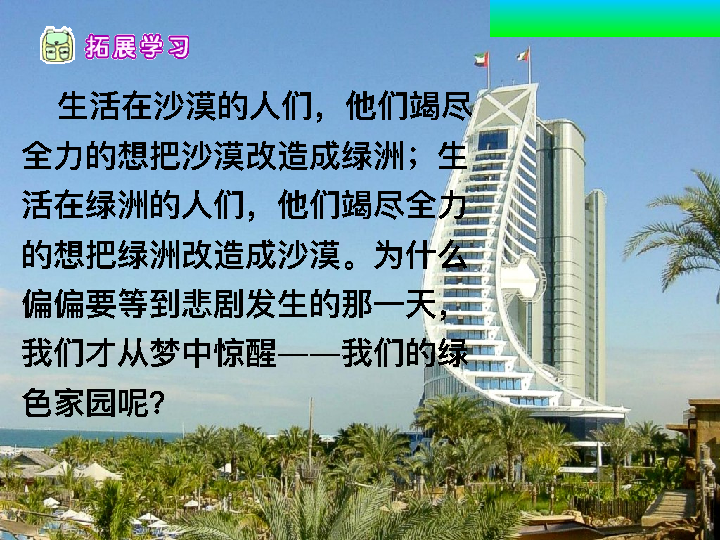 拓展学习
生活在沙漠的人们，他们竭尽
全力的想把沙漠改造成绿洲；生
活在绿洲的人们，他们竭尽全力
的想把绿洲改造成沙漠。为什么
偏偏要等到悲剧发生的那一天，
我们才从梦中惊醒——我们的绿
色家园呢？